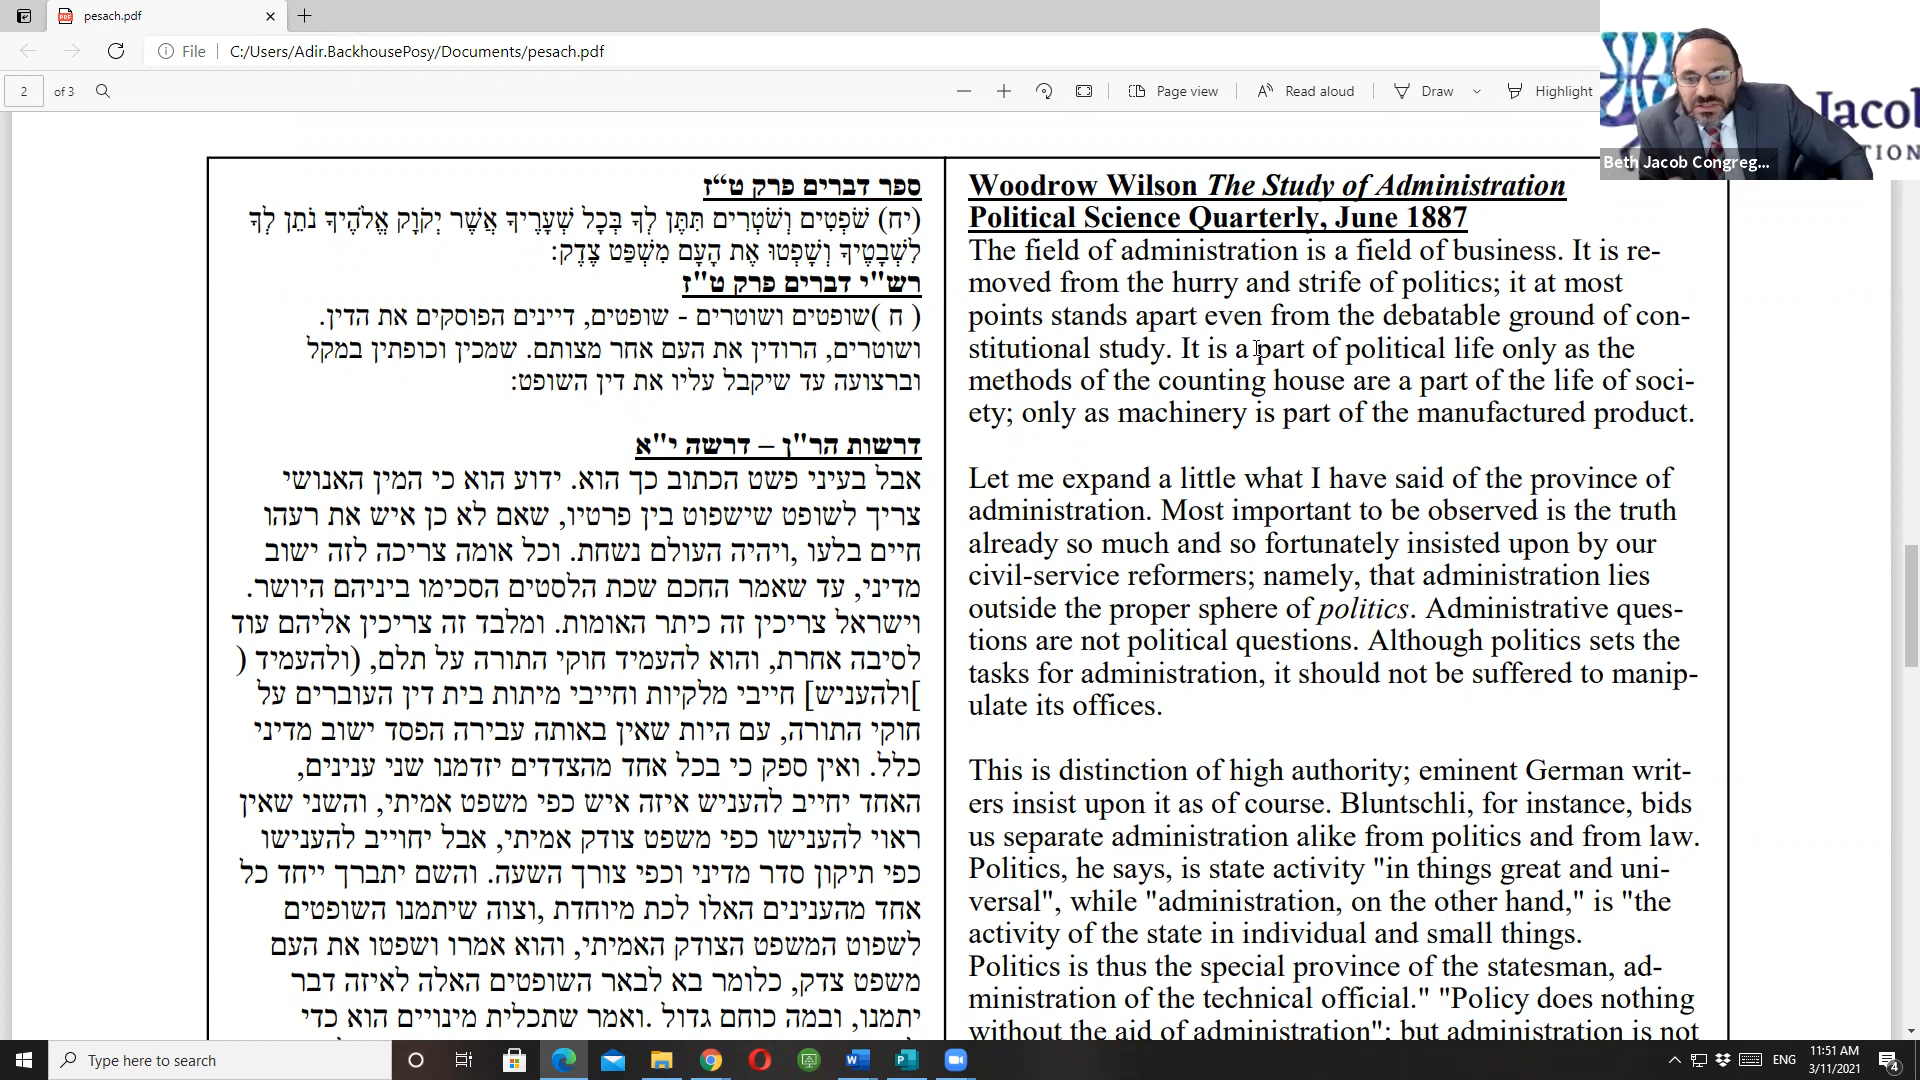 pesach.pdf
File
C:/Users/Adir.BackhousePosy/Documents/pesach.pdf
2
of 3
Page view
Read aloud
Draw
Highlight
Jacob
TION
Beth Jacob Congreg...
ספר דברים פרק ט“ז
(יח) שֹׁפְטִים וְשֹׁטְרִים תִּתֶּן לְךָ בְּכָל שְׁעָרֶיךָ אֲשֶׁר יְקֹוָק אֱלֹהֶיךָ נֹתֵן לְךָ
לִשְׁבָטֶיךָ וְשָׁפְטוּ אֶת הָעָם מִשְׁפַּט צֶדֶק:
רש"י דברים פרק ט"ז
( ח )שופטים ושוטרים - שופטים, דיינים הפוסקים את הדין.
ושוטרים, הרודין את העם אחר מצותם. שמכין וכופתין במקל
וברצועה עד שיקבל עליו את דין השופט:
דרשות הר"ן – דרשה י"א
אבל בעיני פשט הכתוב כך הוא. ידוע הוא כי המין האנושי
צריך לשופט שישפוט בין פרטיו, שאם לא כן איש את רעהו
חיים בלעו ,ויהיה העולם נשחת. וכל אומה צריכה לזה ישוב
מדיני, עד שאמר החכם שכת הלסטים הסכימו ביניהם היושר.
וישראל צריכין זה כיתר האומות. ומלבד זה צריכין אליהם עוד
לסיבה אחרת, והוא להעמיד חוקי התורה על תלם, (ולהעמיד (
]ולהעניש[ חייבי מלקיות וחייבי מיתות בית דין העוברים על
חוקי התורה, עם היות שאין באותה עבירה הפסד ישוב מדיני
כלל. ואין ספק כי בכל אחד מהצדדים יזדמנו שני ענינים,
האחד יחייב להעניש איזה איש כפי משפט אמיתי, והשני שאין
ראוי להענישו כפי משפט צודק אמיתי, אבל יחוייב להענישו
כפי תיקון סדר מדיני וכפי צורך השעה. והשם יתברך ייחד כל
אחד מהענינים האלו לכת מיוחדת ,וצוה שיתמנו השופטים
לשפוט המשפט הצודק האמיתי, והוא אמרו ושפטו את העם
משפט צדק, כלומר בא לבאר השופטים האלה לאיזה דבר
יתמנו, ובמה כוחם גדול .ואמר שתכלית מינויים הוא כדי
Woodrow Wilson The Study of Administration
Political Science Quarterly, June 1887
The field of administration is a field of business. It is re-
moved from the hurry and strife of politics; it at most
points stands apart even from the debatable ground of con-
stitutional study. It is a part of political life only as the
methods of the counting house are a part of the life of soci-
ety; only as machinery is part of the manufactured product.
Let me expand a little what I have said of the province of
administration. Most important to be observed is the truth
already so much and so fortunately insisted upon by our
civil-service reformers; namely, that administration lies
outside the proper sphere of politics. Administrative ques-
tions are not political questions. Although politics sets the
tasks for administration, it should not be suffered to manip-
ulate its offices.
This is distinction of high authority; eminent German writ-
ers insist upon it as of course. Bluntschli, for instance, bids
us separate administration alike from politics and from law.
Politics, he says, is state activity "in things great and uni-
versal", while "administration, on the other hand," is "the
activity of the state in individual and small things.
Politics is thus the special province of the statesman, ad-
ministration of the technical official." "Policy does nothing
without the aid of administration"; but administration is not
Type here to search
ENG
11:51 AM
3/11/2021
4